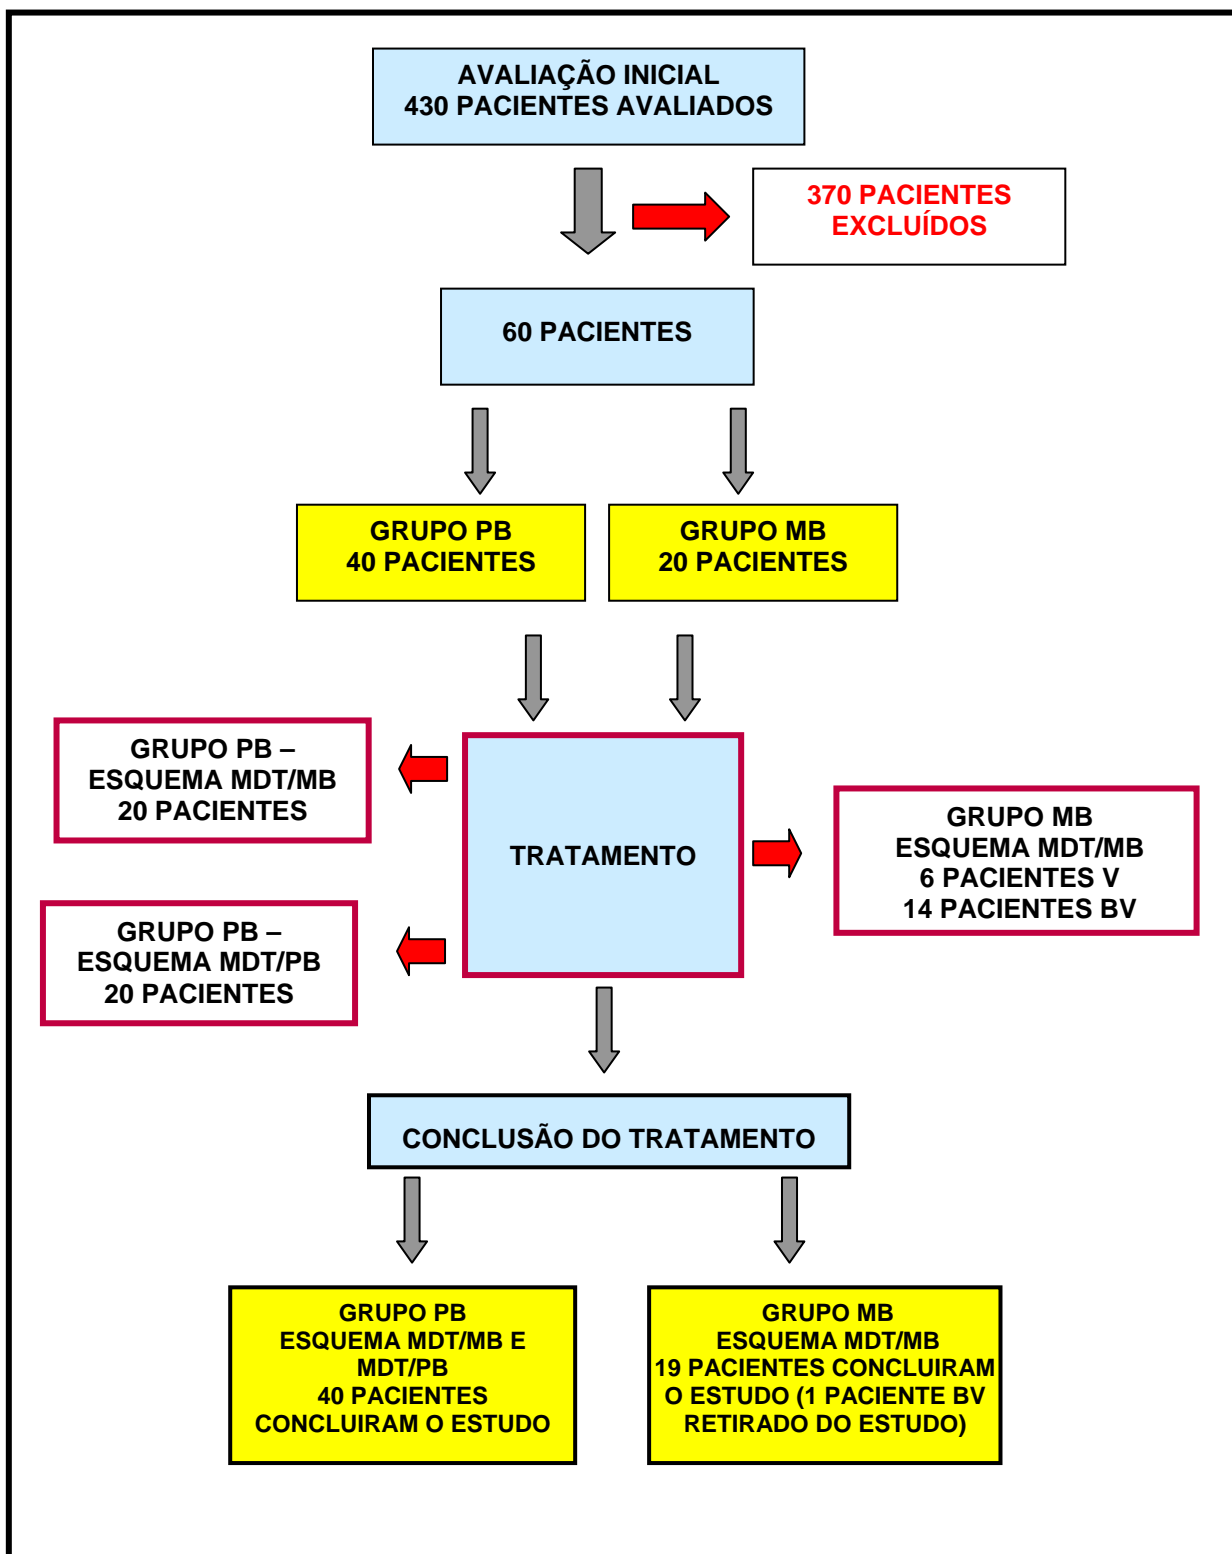 AVALIAÇÃO INICIAL
430 PACIENTES AVALIADOS
370 PACIENTES
EXCLUÍDOS
60 PACIENTES
GRUPO PB
40 PACIENTES
GRUPO MB
20 PACIENTES
GRUPO PB –
ESQUEMA MDT/MB
20 PACIENTES
TRATAMENTO
GRUPO MB
ESQUEMA MDT/MB
6 PACIENTES V
14 PACIENTES BV
GRUPO PB –
ESQUEMA MDT/PB
20 PACIENTES
CONCLUSÃO DO TRATAMENTO
GRUPO PB
ESQUEMA MDT/MB E
MDT/PB
40 PACIENTES
CONCLUIRAM O ESTUDO
GRUPO MB
ESQUEMA MDT/MB
19 PACIENTES CONCLUIRAM
O ESTUDO (1 PACIENTE BV
RETIRADO DO ESTUDO)